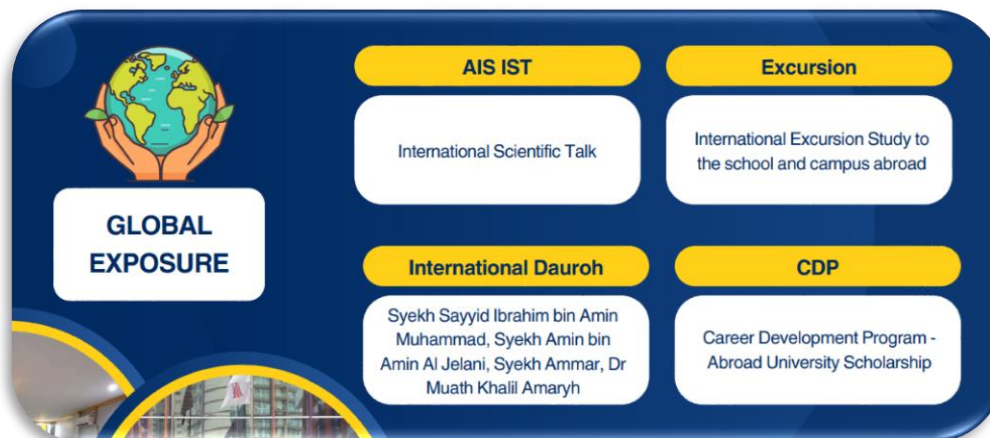 GLOBAL
EXPOSURE
AIS IST
International Scientific Talk
Excursion
International Excursion Study to
the school and campus abroad
International Dauroh
Syekh Sayyid Ibrahim bin Amin
Muhammad, Syekh Amin bin
Amin Al Jelani, Syekh Ammar, Dr
Muath Khalil Amaryh
CDP
Career Development Program -
Abroad University Scholarship